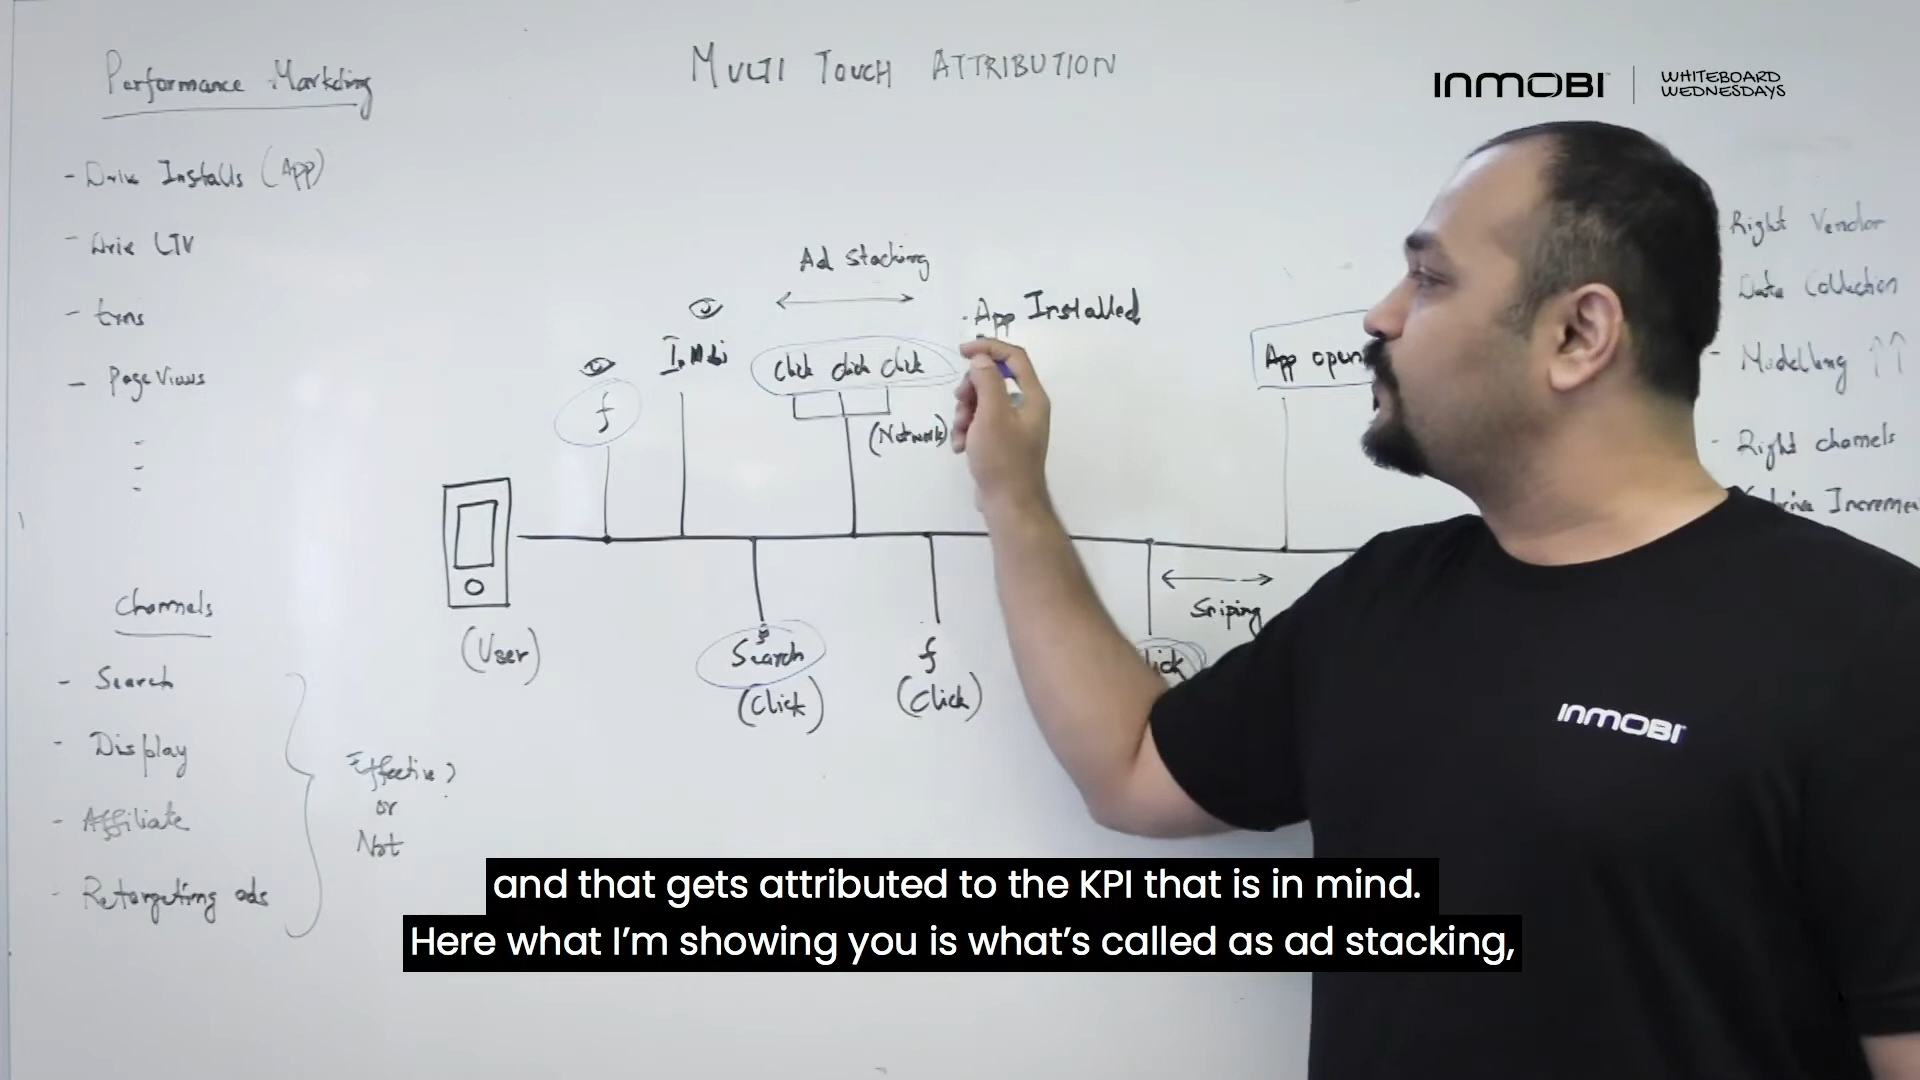 MULTI TOUCH ATTRIBUTION
INMOBI
WHITEBOARD
WEDNESDAYS
Performance Marketing
- Drive Installs (App)
- Drive LTV
- txns
- Page Views
Channels
- Search
- Display
- Affiliate
- Retargeting ads
Effective?
or
Not
Ad Stacking
- App Installed
InMobi
Click Click Click
f
(Network)
App open
(User)
Search
(Click)
f
(Click)
Sniping
lick
Right Vendor
Data Collection
- Modelling ↑↑
- Right channels
Increme
INMOBI
and that gets attributed to the KPI that is in mind.
Here what I'm showing you is what's called as ad stacking,